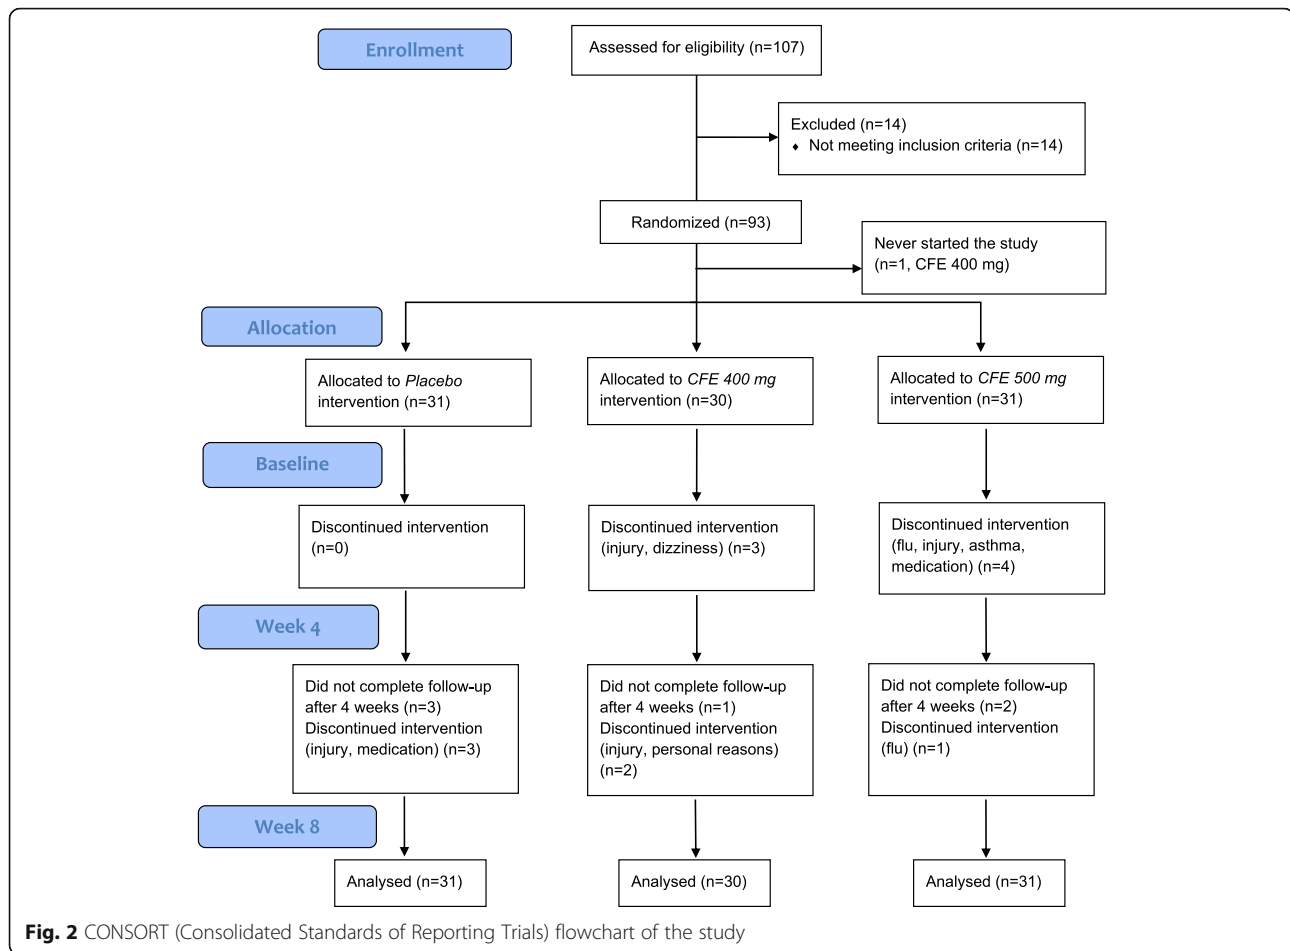 Enrollment
Assessed for eligibility (n=107)
Excluded (n=14)
♦ Not meeting inclusion criteria (n=14)
Randomized (n=93)
Never started the study
(n=1, CFE 400 mg)
Allocation
Allocated to Placebo
intervention (n=31)
Allocated to CFE 400 mg
intervention (n=30)
Allocated to CFE 500 mg
intervention (n=31)
Baseline
Discontinued intervention
(n=0)
Discontinued intervention
(injury, dizziness) (n=3)
Discontinued intervention
(flu, injury, asthma,
medication) (n=4)
Week 4
Did not complete follow-up
after 4 weeks (n=3)
Discontinued intervention
(injury, medication) (n=3)
Did not complete follow-up
after 4 weeks (n=1)
Discontinued intervention
(injury, personal reasons)
(n=2)
Did not complete follow-up
after 4 weeks (n=2)
Discontinued intervention
(flu) (n=1)
Week 8
Analysed (n=31)
Analysed (n=30)
Analysed (n=31)
Fig. 2 CONSORT (Consolidated Standards of Reporting Trials) flowchart of the study